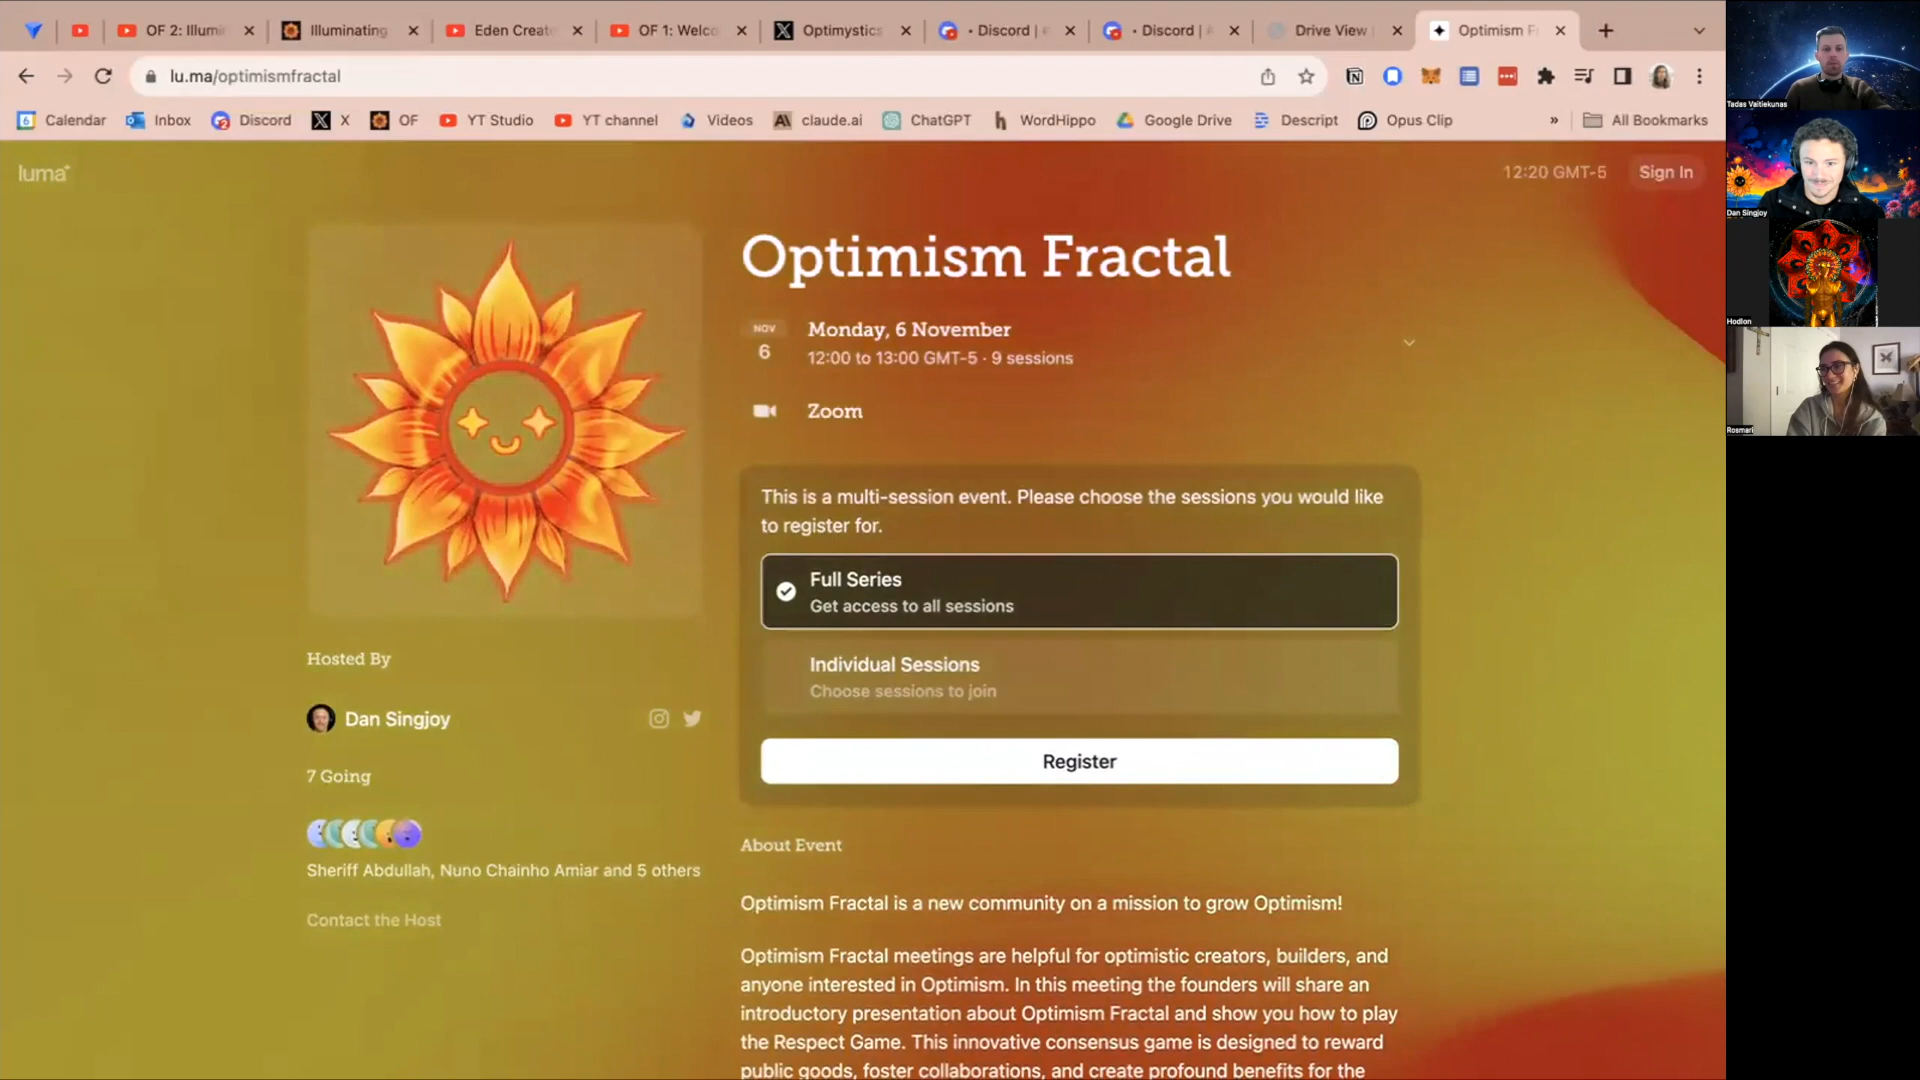 OF 2: Illumin
Illuminating
Eden Create
OF 1: Welco
Optimystics
• Discord |
• Discord |
Drive View
Optimism Fr
lu.ma/optimismfractal
Calendar
Inbox
Discord
X
OF
YT Studio
YT channel
Videos
claude.ai
ChatGPT
WordHippo
Google Drive
Descript
Opus Clip
»
All Bookmarks
luma
12:20 GMT-5
Sign In
Optimism Fractal
NOV
6
Monday, 6 November
12:00 to 13:00 GMT-5 · 9 sessions
Zoom
This is a multi-session event. Please choose the sessions you would like
to register for.
Full Series
Get access to all sessions
Individual Sessions
Choose sessions to join
Register
Hosted By
Dan Singjoy
7 Going
Sheriff Abdullah, Nuno Chainho Amiar and 5 others
Contact the Host
About Event
Optimism Fractal is a new community on a mission to grow Optimism!
Optimism Fractal meetings are helpful for optimistic creators, builders, and
anyone interested in Optimism. In this meeting the founders will share an
introductory presentation about Optimism Fractal and show you how to play
the Respect Game. This innovative consensus game is designed to reward
public goods, foster collaborations, and create profound benefits for the
Tadas Vaitiekunas
Dan Singjoy
Hodlon
Rosmari